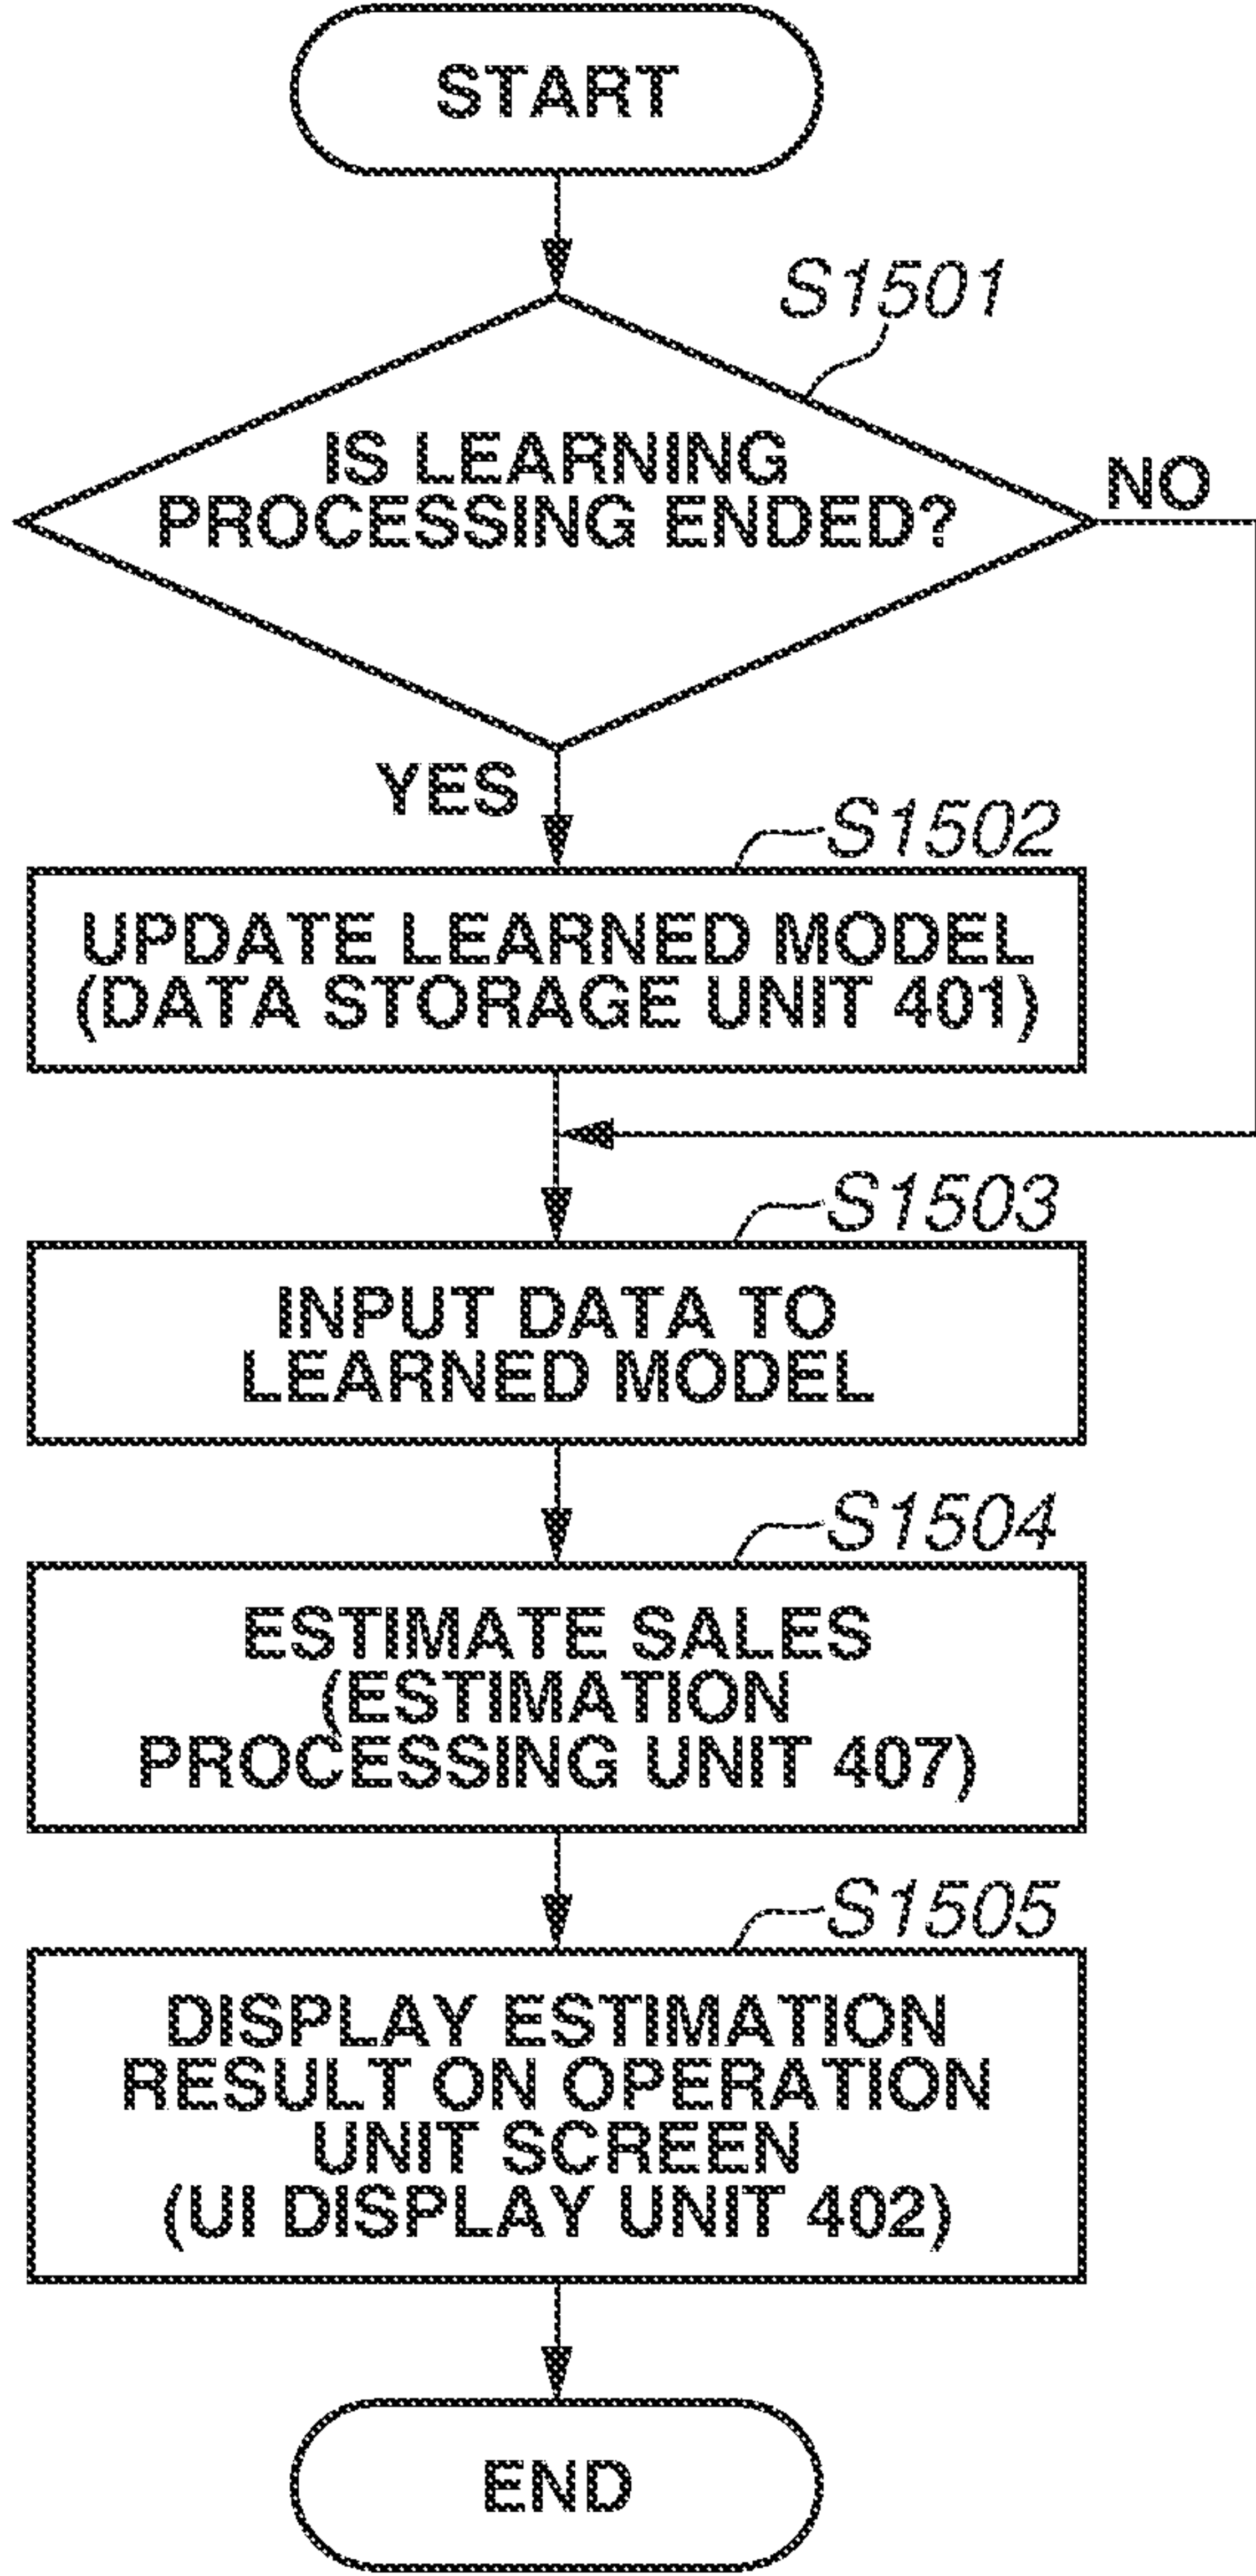 START
S1501
IS LEARNING
PROCESSING ENDED?
NO
YES
S1502
UPDATE LEARNED MODEL
(DATA STORAGE UNIT 401)
S1503
INPUT DATA TO
LEARNED MODEL
S1504
ESTIMATE SALES
(ESTIMATION
PROCESSING UNIT 407)
S1505
DISPLAY ESTIMATION
RESULT ON OPERATION
UNIT SCREEN
(UI DISPLAY UNIT 402)
END